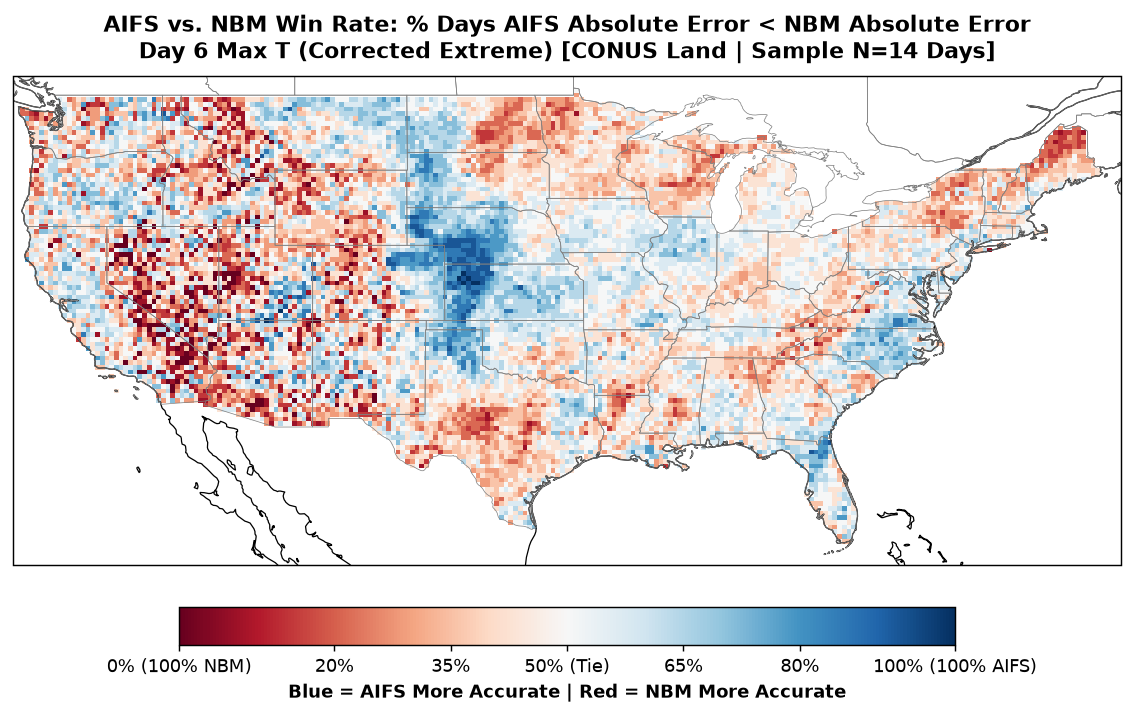 AIFS vs. NBM Win Rate: % Days AIFS Absolute Error < NBM Absolute Error
Day 6 Max T (Corrected Extreme) [CONUS Land | Sample N=14 Days]
0% (100% NBM) 20% 35% 50% (Tie) 65% 80% 100% (100% AIFS)
Blue = AIFS More Accurate | Red = NBM More Accurate